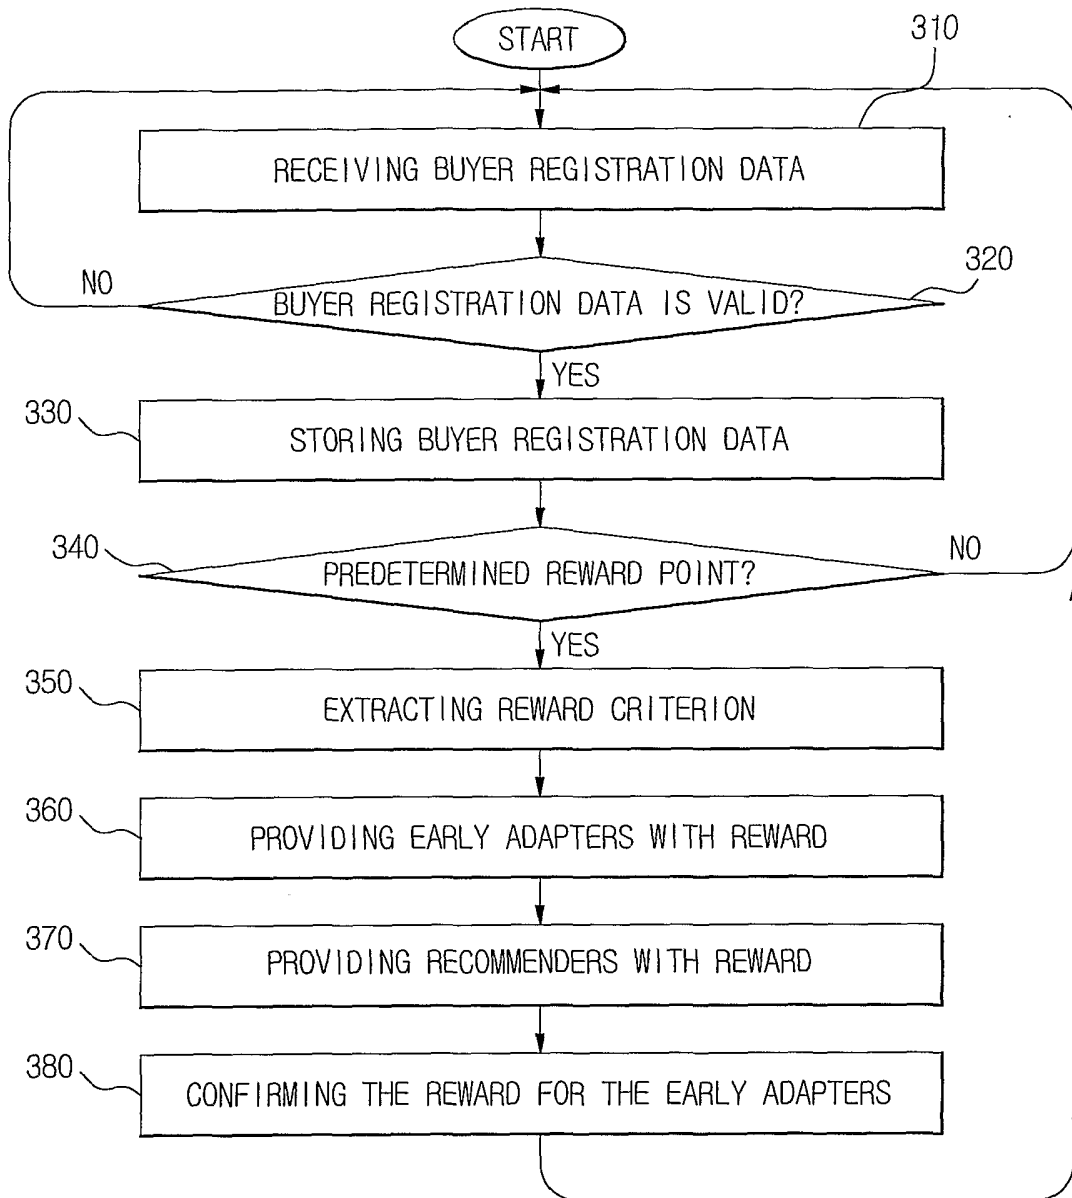 START
310
RECEIVING BUYER REGISTRATION DATA
320
NO
BUYER REGISTRATION DATA IS VALID?
YES
330
STORING BUYER REGISTRATION DATA
340
NO
PREDETERMINED REWARD POINT?
YES
350
EXTRACTING REWARD CRITERION
360
PROVIDING EARLY ADAPTERS WITH REWARD
370
PROVIDING RECOMMENDERS WITH REWARD
380
CONFIRMING THE REWARD FOR THE EARLY ADAPTERS